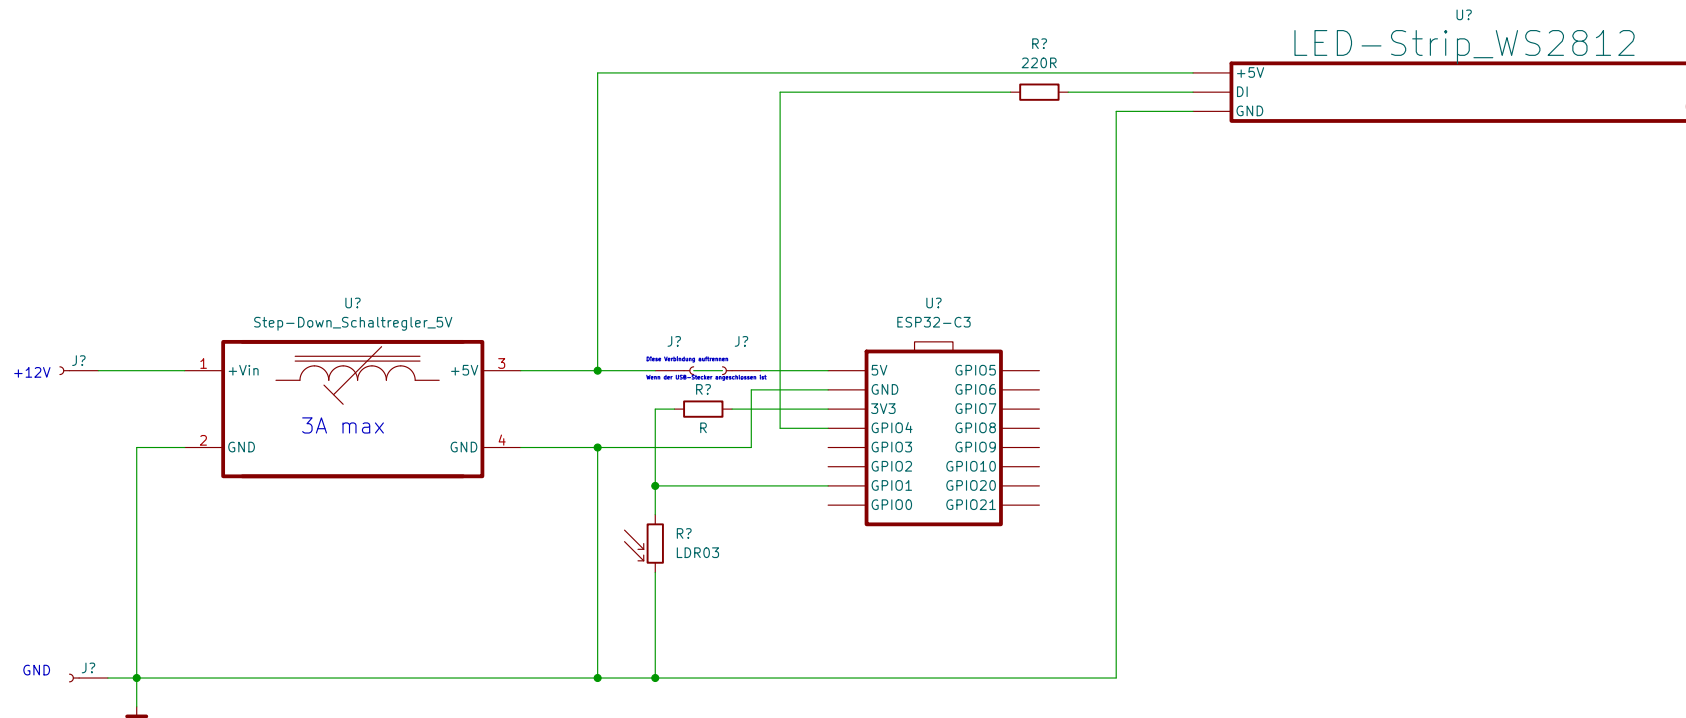 U?
LED-Strip_WS2812
R?
220R
+5V
DI
GND
U?
Step-Down_Schaltregler_5V
U?
ESP32-C3
J?
J?
Diese Verbindung auftrennen
Wenn der USB-Stecker angeschlossen ist
+12V
J?
1
+Vin
+5V
3
3A max
2
GND
GND
4
R?
R
5V
GND
3V3
GPIO4
GPIO3
GPIO2
GPIO1
GPIO0
GPIO5
GPIO6
GPIO7
GPIO8
GPIO9
GPIO10
GPIO20
GPIO21
R?
LDR03
GND
J?